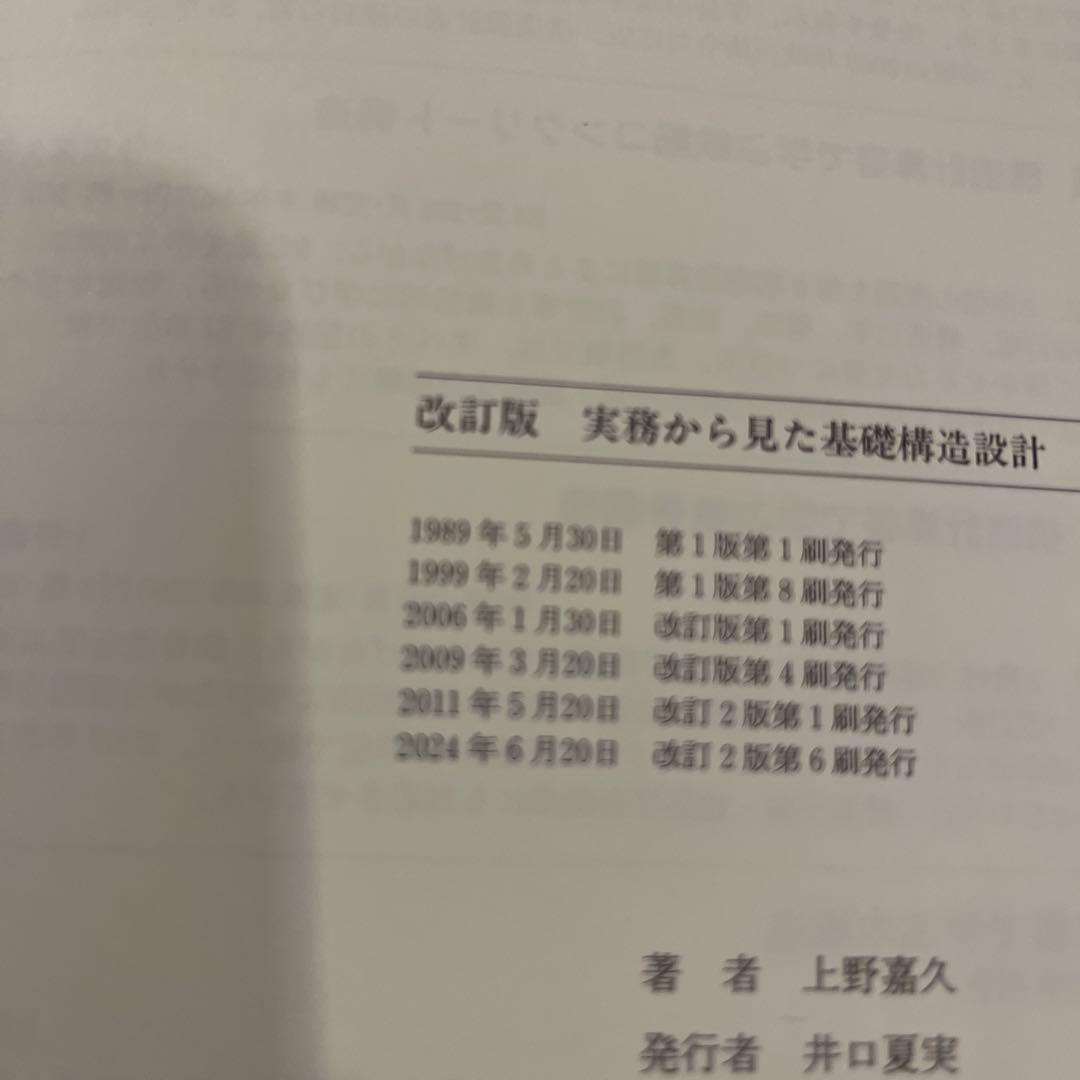 改訂版　実務から見た基礎構造設計
1989年5月30日　第1版第1刷発行
1999年2月20日　第1版第8刷発行
2006年1月30日　改訂版第1刷発行
2009年3月20日　改訂版第4刷発行
2011年5月20日　改訂2版第1刷発行
2024年6月20日　改訂2版第6刷発行
著　者　上野嘉久
発行者　井口夏実